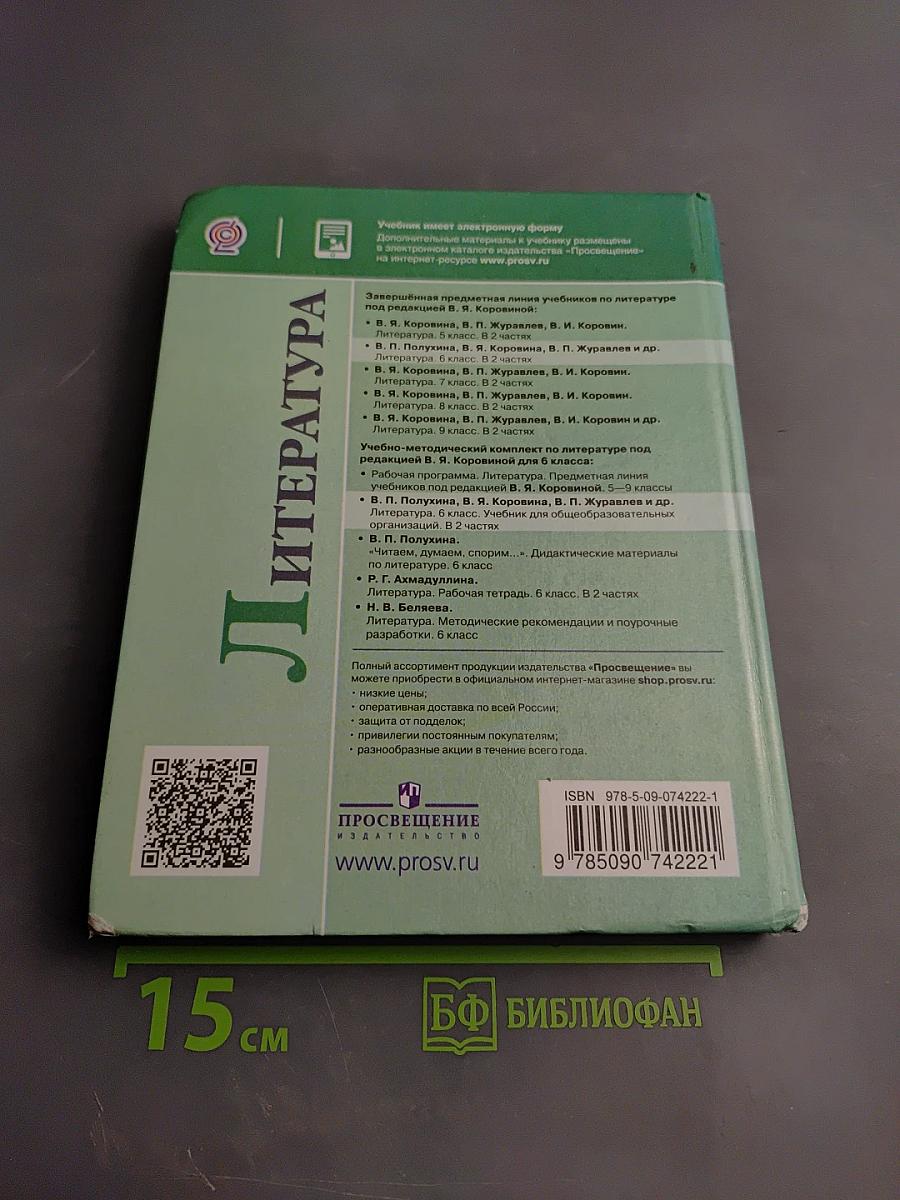 Учебник имеет электронную форму
Дополнительные материалы к учебнику размещены
в электронном каталоге издательства «Просвещение»
на интернет-ресурсе www.prosv.ru
ЛИТЕРАТУРА
Завершённая предметная линия учебников по литературе
под редакцией В. Я. Коровиной:
• В. Я. Коровина, В. П. Журавлев, В. И. Коровин.
Литература. 5 класс. В 2 частях
• В. П. Полухина, В. Я. Коровина, В. П. Журавлев и др.
Литература. 6 класс. В 2 частях
• В. Я. Коровина, В. П. Журавлев, В. И. Коровин.
Литература. 7 класс. В 2 частях
• В. Я. Коровина, В. П. Журавлев, В. И. Коровин.
Литература. 8 класс. В 2 частях
• В. Я. Коровина, В. П. Журавлев, В. И. Коровин и др.
Литература. 9 класс. В 2 частях
Учебно-методический комплект по литературе под
редакцией В. Я. Коровиной для 6 класса:
• Рабочая программа. Литература. Предметная линия
учебников под редакцией В. Я. Коровиной. 5—9 классы
• В. П. Полухина, В. Я. Коровина, В. П. Журавлев и др.
Литература. 6 класс. Учебник для общеобразовательных
организаций. В 2 частях
• В. П. Полухина.
«Читаем, думаем, спорим...». Дидактические материалы
по литературе. 6 класс
• Р. Г. Ахмадуллина.
Литература. Рабочая тетрадь. 6 класс. В 2 частях
• Н. В. Беляева.
Литература. Методические рекомендации и поурочные
разработки. 6 класс
Полный ассортимент продукции издательства «Просвещение» вы
можете приобрести в официальном интернет-магазине shop.prosv.ru:
• низкие цены;
• оперативная доставка по всей России;
• защита от подделок;
• привилегии постоянным покупателям;
• разнообразные акции в течение всего года.
ИП
ПРОСВЕЩЕНИЕ
ИЗДАТЕЛЬСТВО
www.prosv.ru
ISBN 978-5-09-074222-1
9 785090 742221
15 см
БФ БИБЛИОФАН